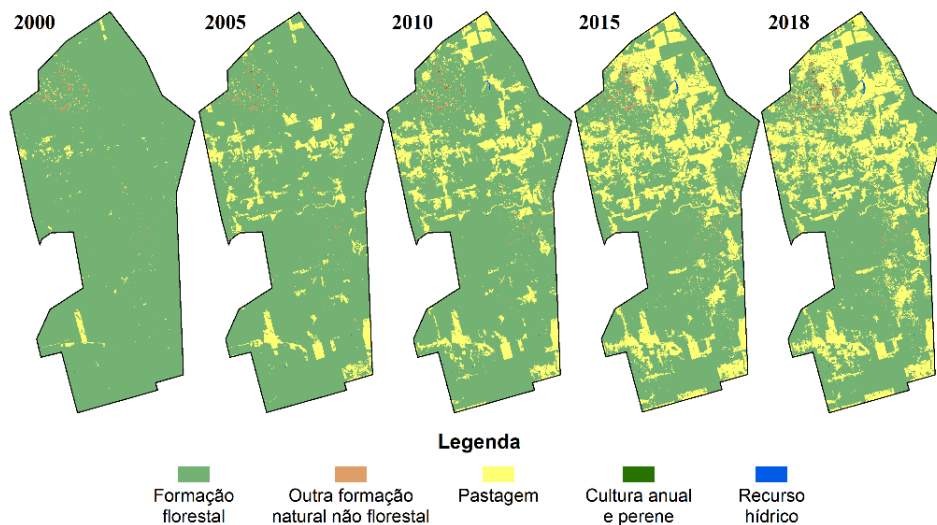 2000
2005
2010
2015
2018
Legenda
Formação
florestal
Outra formação
natural não florestal
Pastagem
Cultura anual
e perene
Recurso
hídrico